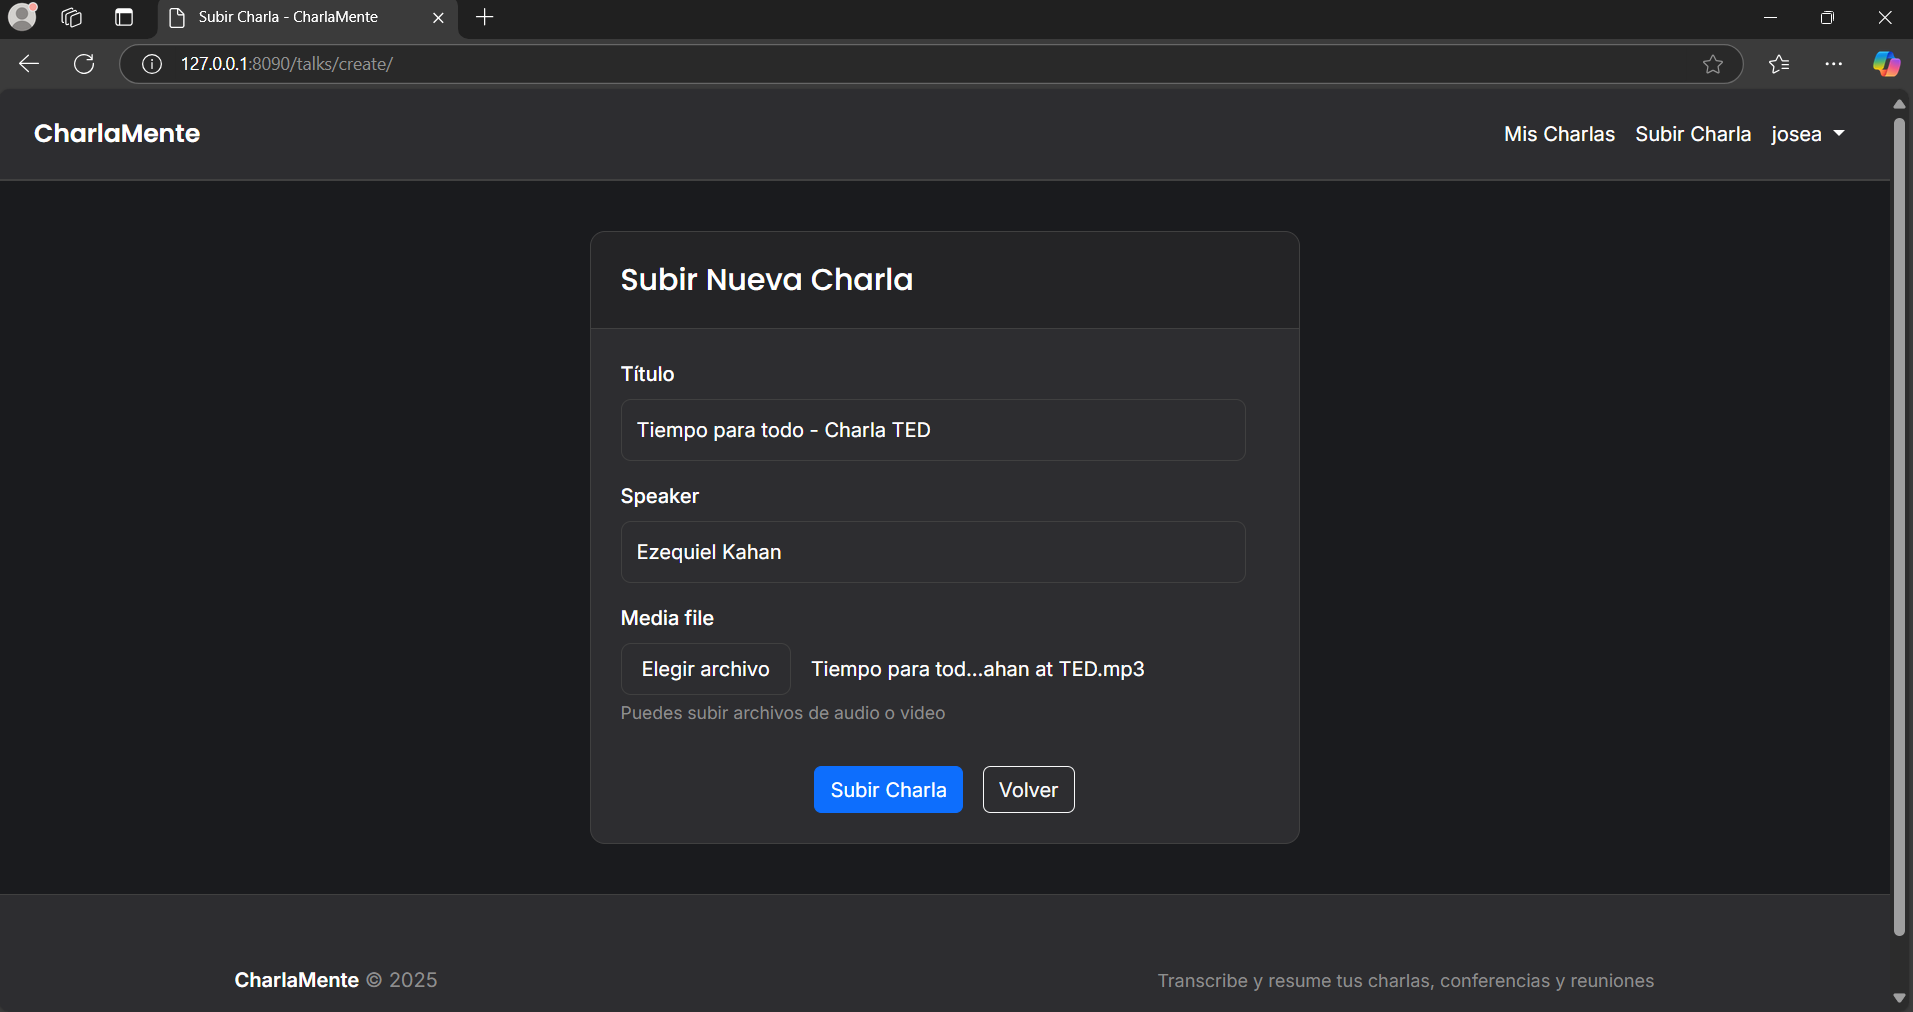 Subir Charla - CharlaMente
127.0.0.1:8090/talks/create/
CharlaMente
Mis Charlas Subir Charla josea
Subir Nueva Charla
Título
Tiempo para todo - Charla TED
Speaker
Ezequiel Kahan
Media file
Elegir archivo Tiempo para tod...ahan at TED.mp3
Puedes subir archivos de audio o video
Subir Charla Volver
CharlaMente © 2025
Transcribe y resume tus charlas, conferencias y reuniones